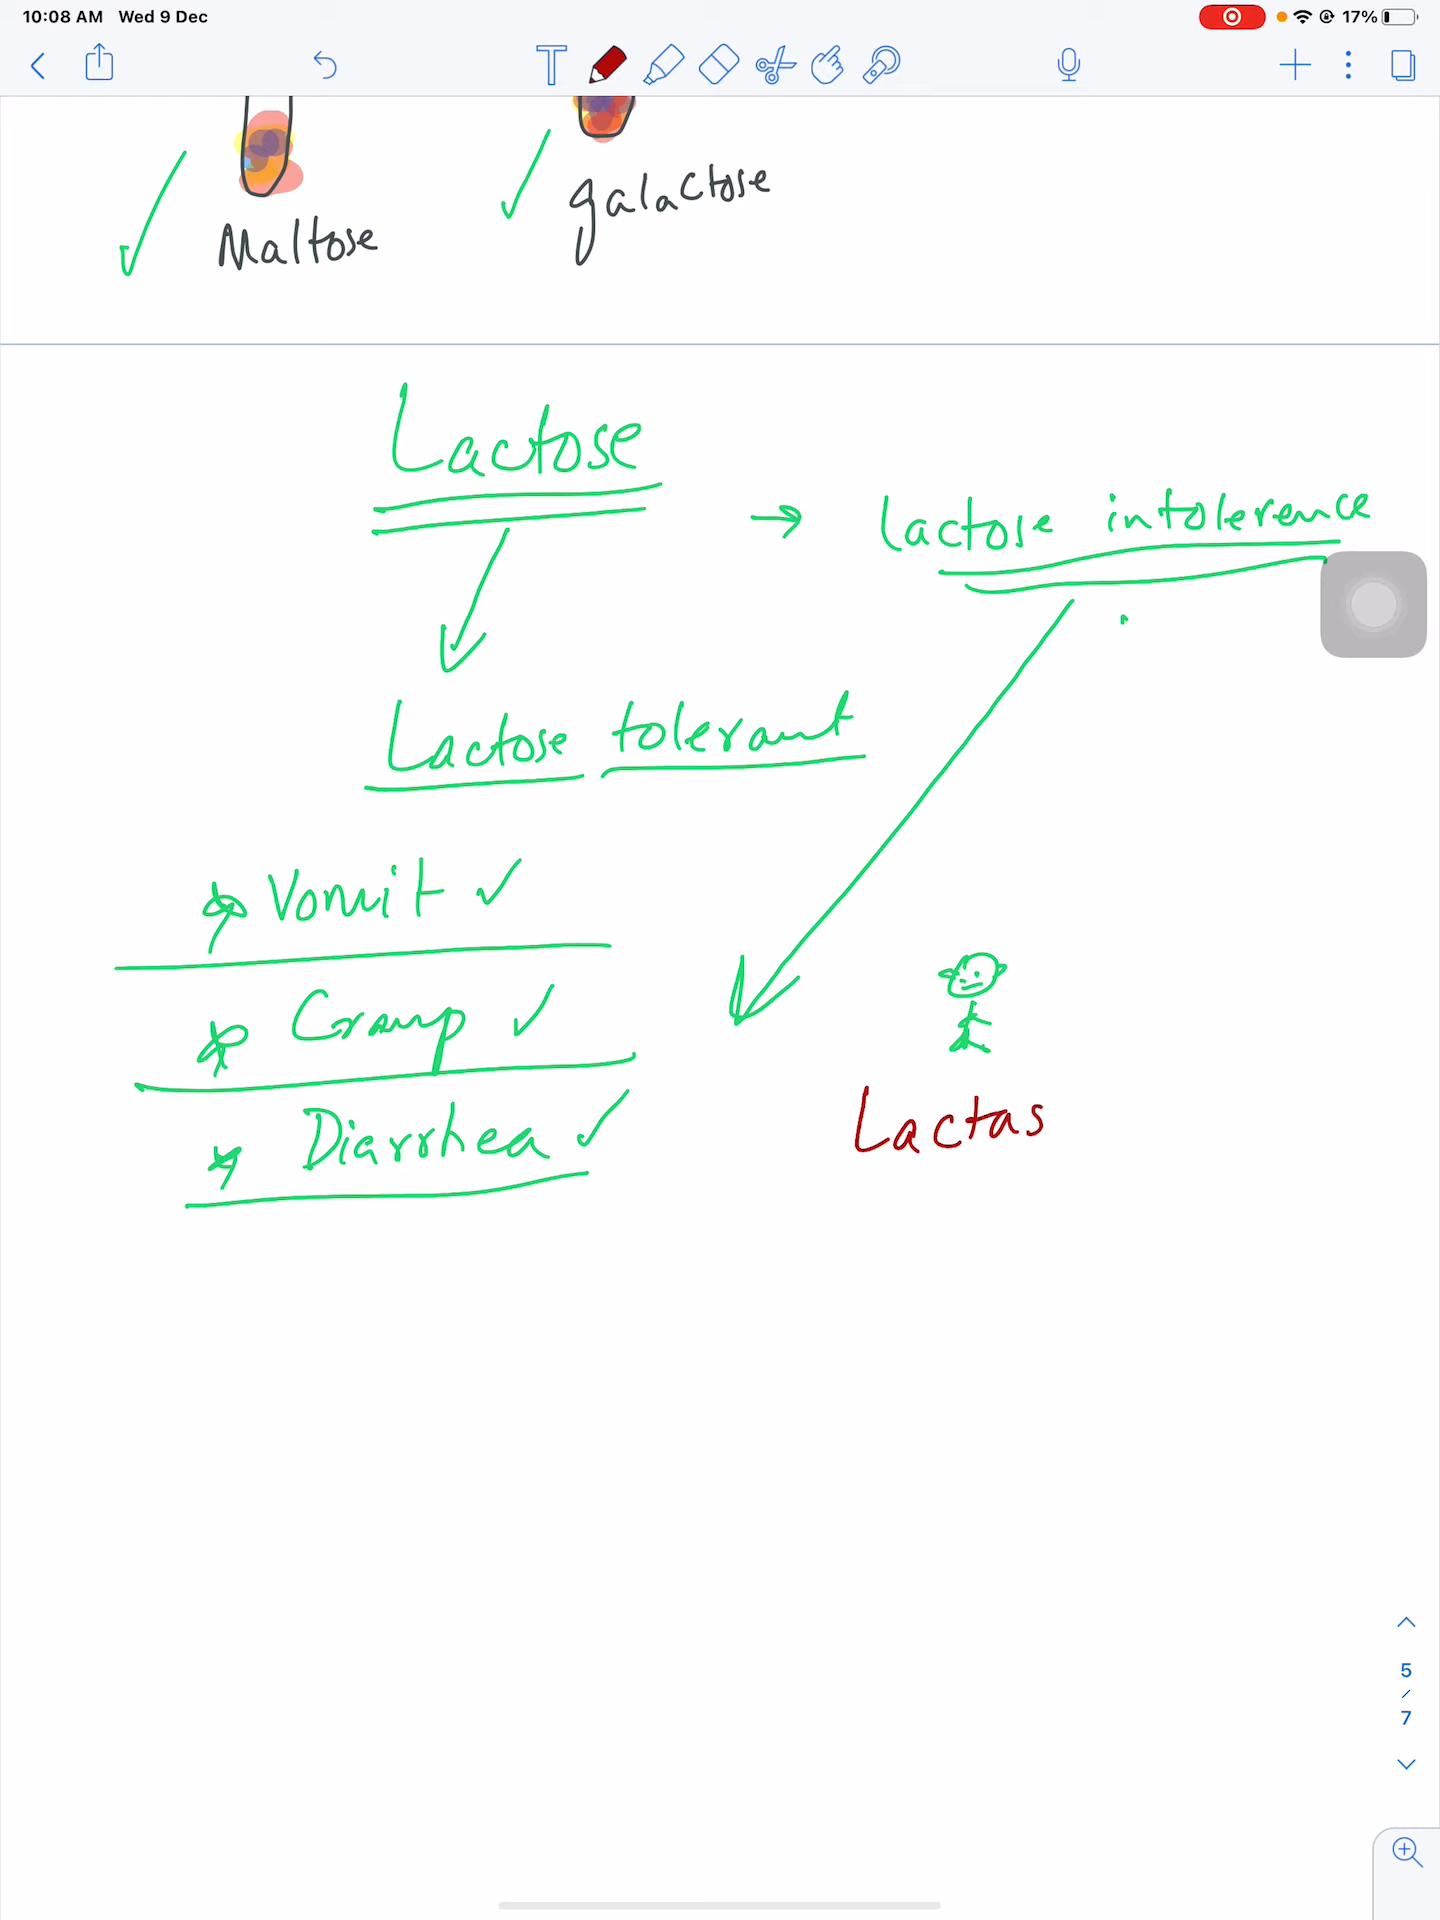 10:08 AM Wed 9 Dec
17%
T
Maltose
galactose
Lactose
→ lactose intolerence
Lactose tolerant
* Vomit ✓
* Cramp ✓
* Diarrhea ✓
Lactas
5
/
7